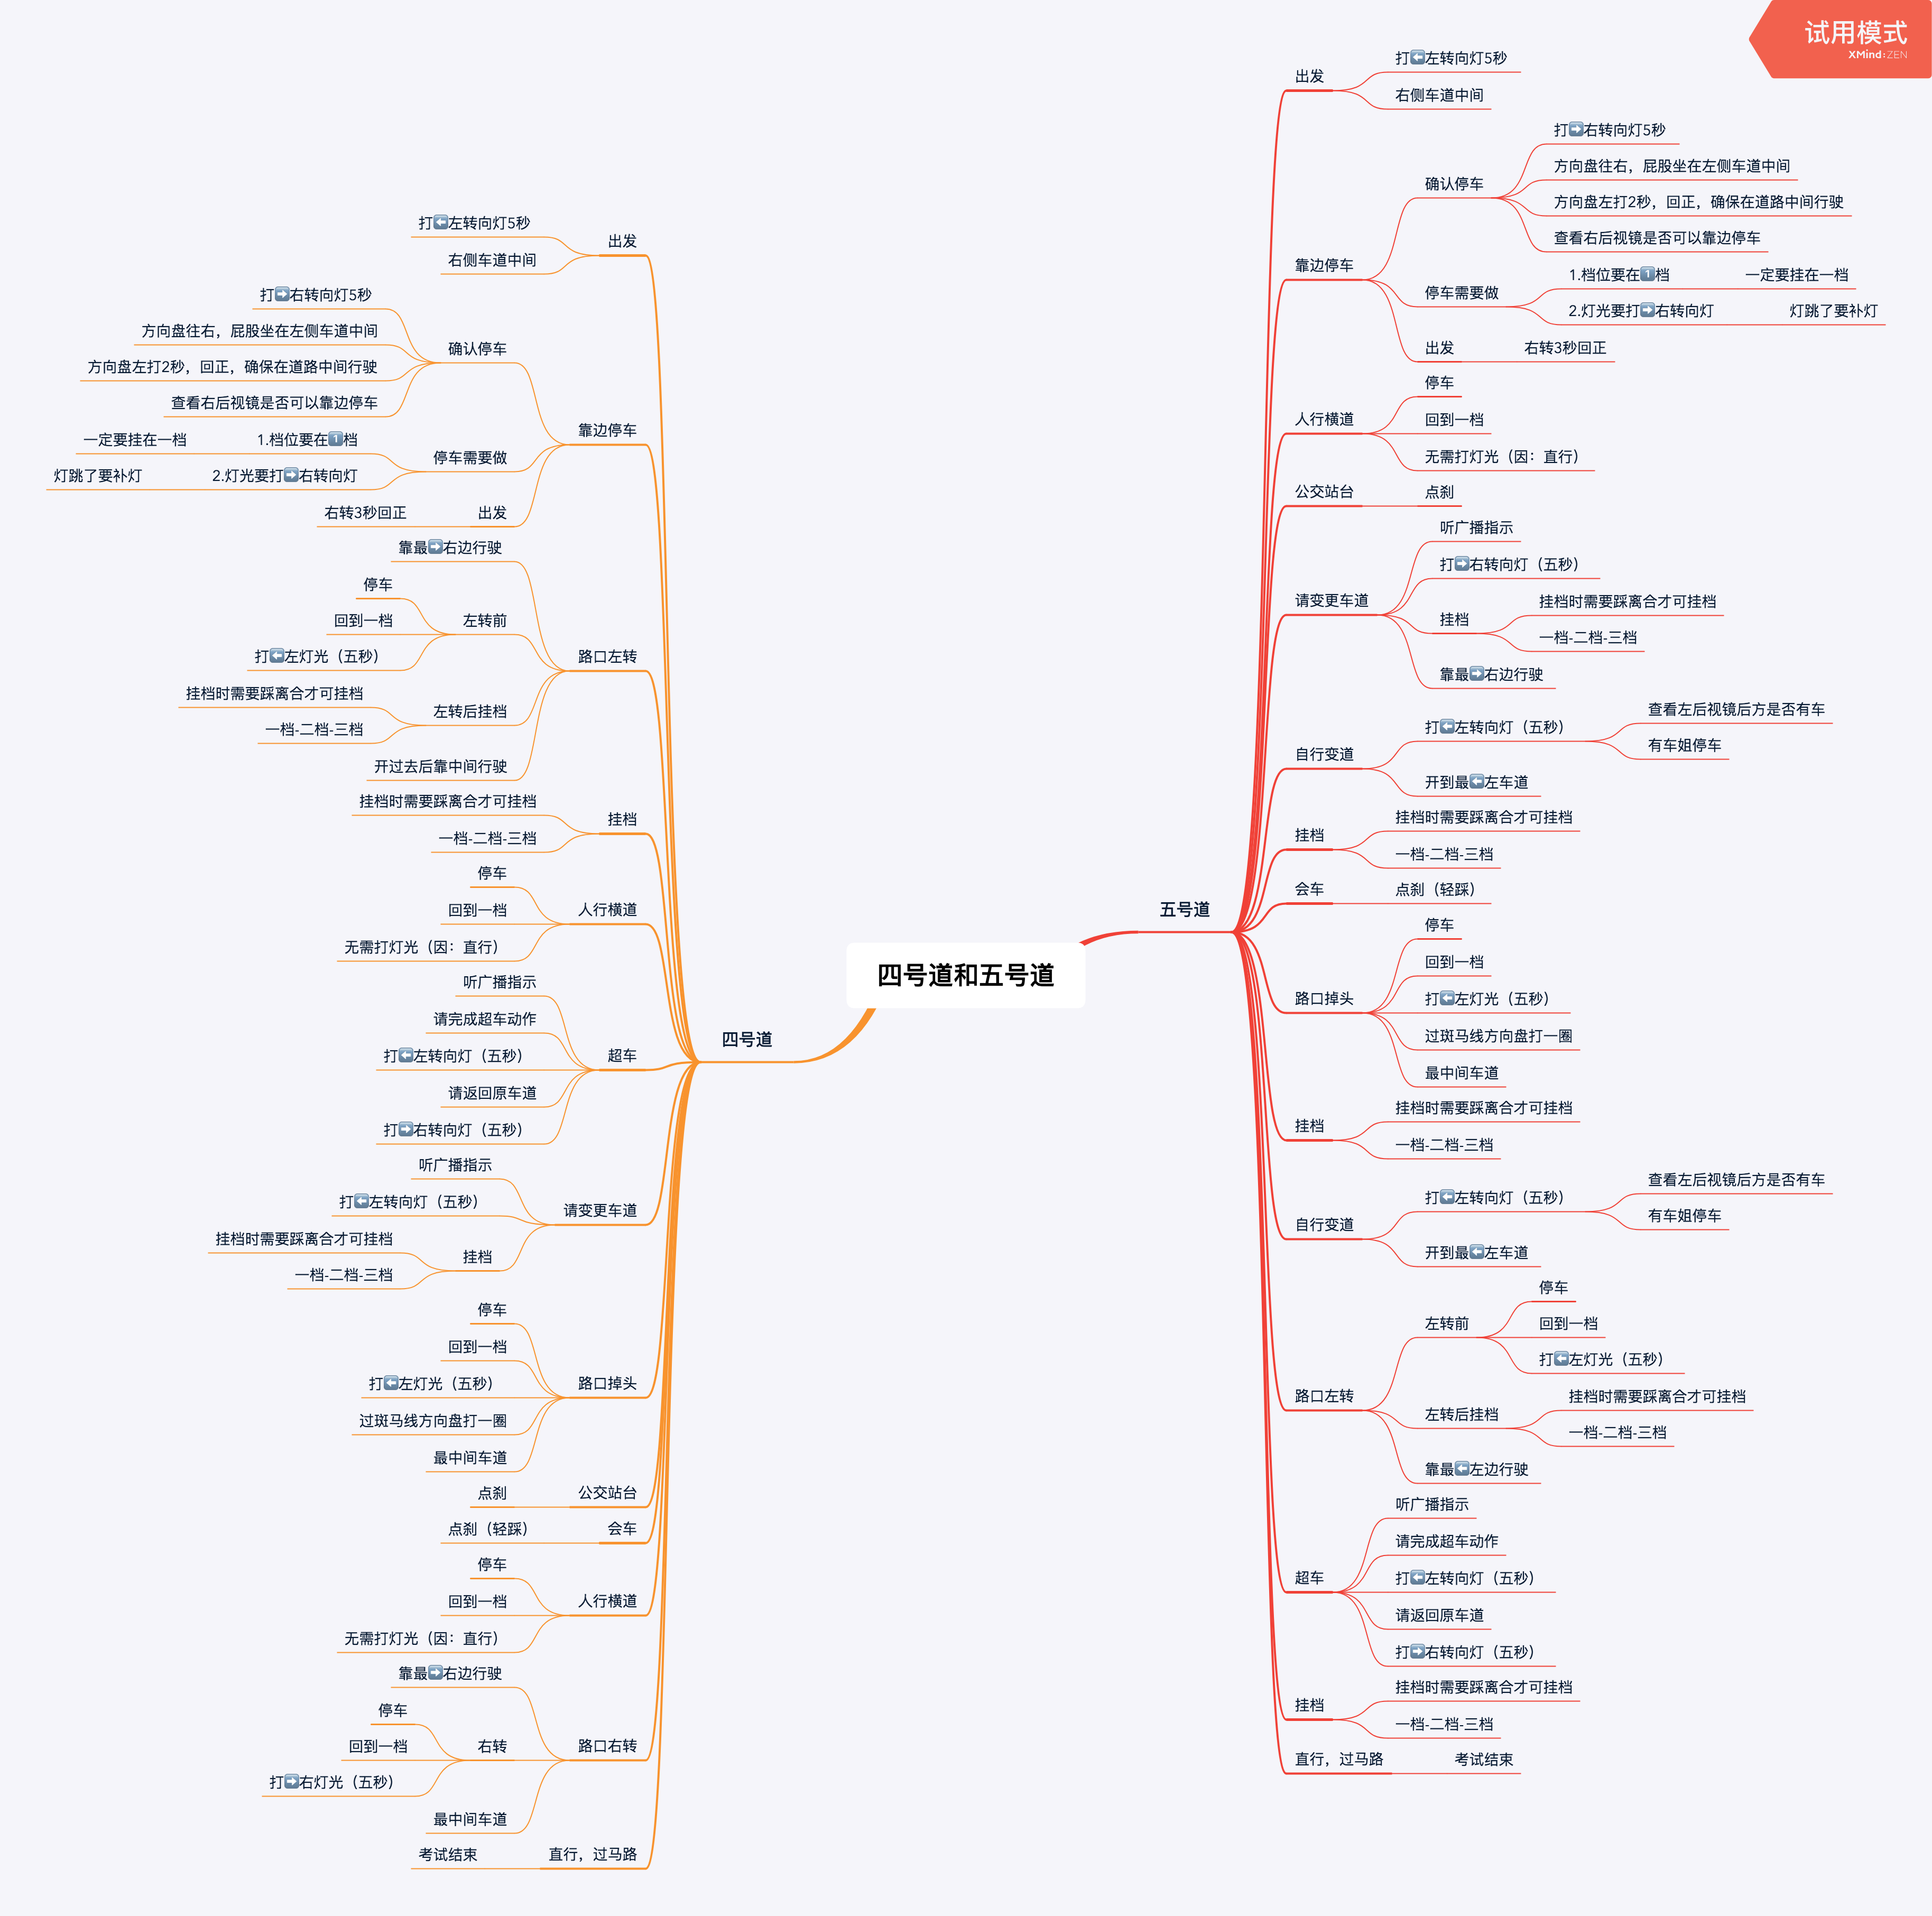 试用模式
XMind:ZEN
四号道和五号道
五号道
出发
打⬅️左转向灯5秒
右侧车道中间
靠边停车
确认停车
打➡️右转向灯5秒
方向盘往右，屁股坐在左侧车道中间
方向盘左打2秒，回正，确保在道路中间行驶
查看右后视镜是否可以靠边停车
停车需要做
1.档位要在1️⃣档
一定要挂在一档
2.灯光要打➡️右转向灯
灯跳了要补灯
出发
右转3秒回正
人行横道
停车
回到一档
无需打灯光（因：直行）
公交站台
点刹
请变更车道
听广播指示
打➡️右转向灯（五秒）
挂档
挂档时需要踩离合才可挂档
一档-二档-三档
靠最➡️右边行驶
自行变道
打⬅️左转向灯（五秒）
查看左后视镜后方是否有车
有车姐停车
开到最⬅️左车道
挂档
挂档时需要踩离合才可挂档
一档-二档-三档
会车
点刹（轻踩）
路口掉头
停车
回到一档
打⬅️左灯光（五秒）
过斑马线方向盘打一圈
最中间车道
挂档
挂档时需要踩离合才可挂档
一档-二档-三档
自行变道
打⬅️左转向灯（五秒）
查看左后视镜后方是否有车
有车姐停车
开到最⬅️左车道
路口左转
左转前
停车
回到一档
打⬅️左灯光（五秒）
左转后挂档
挂档时需要踩离合才可挂档
一档-二档-三档
靠最⬅️左边行驶
超车
听广播指示
请完成超车动作
打⬅️左转向灯（五秒）
请返回原车道
打➡️右转向灯（五秒）
挂档
挂档时需要踩离合才可挂档
一档-二档-三档
直行，过马路
考试结束
四号道
出发
打⬅️左转向灯5秒
右侧车道中间
靠边停车
确认停车
打➡️右转向灯5秒
方向盘往右，屁股坐在左侧车道中间
方向盘左打2秒，回正，确保在道路中间行驶
查看右后视镜是否可以靠边停车
停车需要做
1.档位要在1️⃣档
一定要挂在一档
2.灯光要打➡️右转向灯
灯跳了要补灯
出发
右转3秒回正
路口左转
靠最➡️右边行驶
左转前
停车
回到一档
打⬅️左灯光（五秒）
左转后挂档
挂档时需要踩离合才可挂档
一档-二档-三档
开过去后靠中间行驶
挂档
挂档时需要踩离合才可挂档
一档-二档-三档
人行横道
停车
回到一档
无需打灯光（因：直行）
超车
听广播指示
请完成超车动作
打⬅️左转向灯（五秒）
请返回原车道
打➡️右转向灯（五秒）
请变更车道
听广播指示
打⬅️左转向灯（五秒）
挂档
挂档时需要踩离合才可挂档
一档-二档-三档
路口掉头
停车
回到一档
打⬅️左灯光（五秒）
过斑马线方向盘打一圈
最中间车道
公交站台
点刹
会车
点刹（轻踩）
人行横道
停车
回到一档
无需打灯光（因：直行）
路口右转
靠最➡️右边行驶
右转
停车
回到一档
打➡️右灯光（五秒）
最中间车道
直行，过马路
考试结束